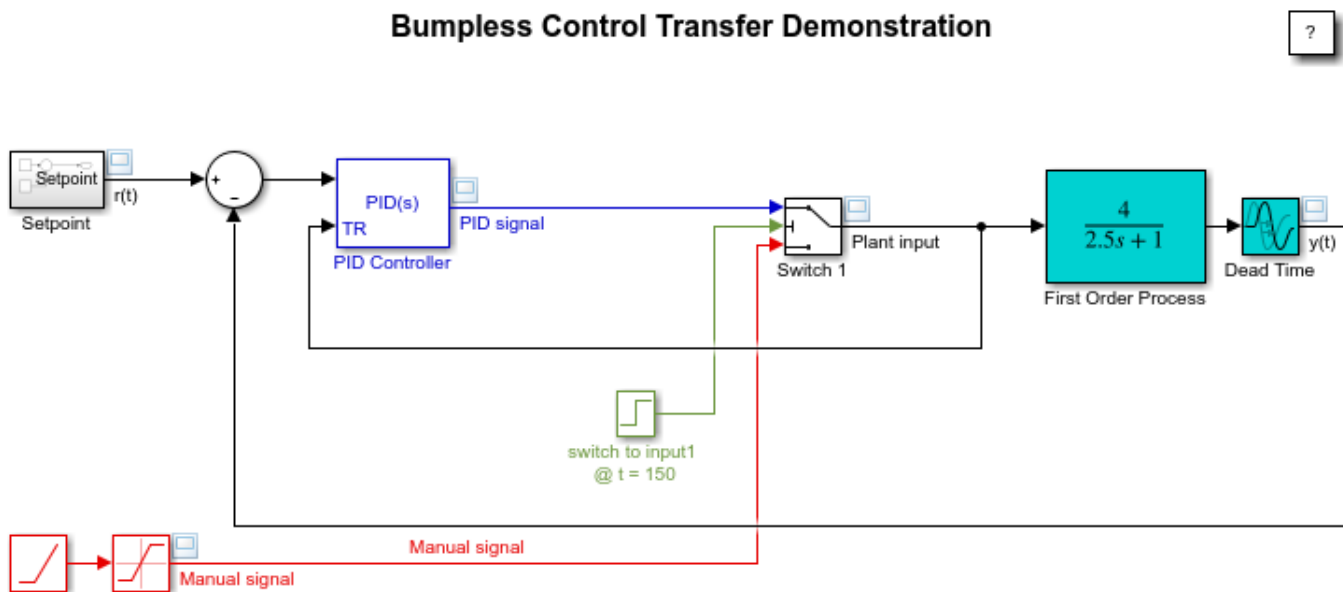 Bumpless Control Transfer Demonstration
?
Setpoint
r(t)
Setpoint
+
−
PID(s)
TR
PID Controller
PID signal
Switch 1
Plant input
4
2.5s + 1
First Order Process
Dead Time
y(t)
switch to input1
@ t = 150
Manual signal
Manual signal